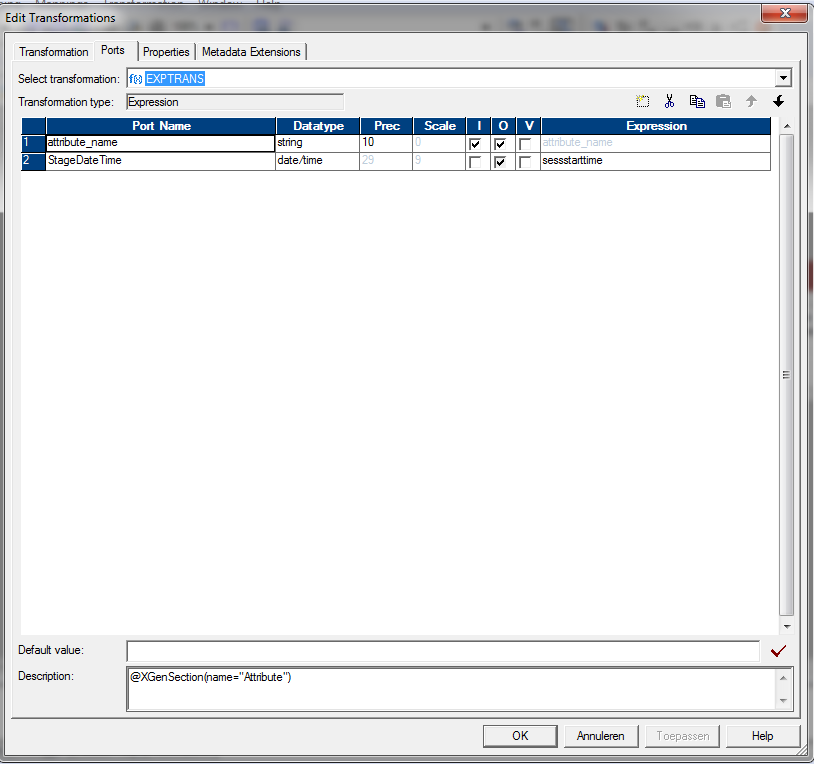 Edit Transformations
Transformation Ports Properties Metadata Extensions
Select transformation: f(x) EXPTRANS
Transformation type: Expression
Port Name Datatype Prec Scale I O V Expression
1 attribute_name string 10 0 attribute_name
2 StageDateTime date/time 29 9 sessstarttime
Default value:
Description: @XGenSection(name="Attribute")
OK Annuleren Toepassen Help